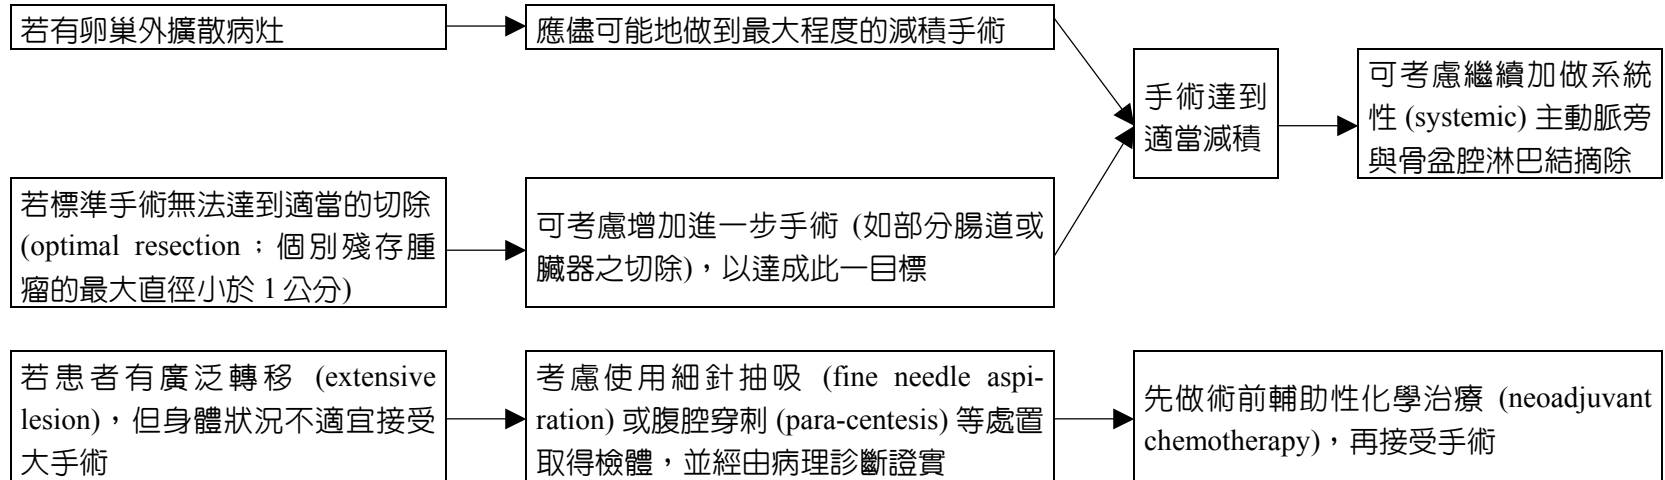 若有卵巢外擴散病灶
應儘可能地做到最大程度的減積手術
手術達到
適當減積
可考慮繼續加做系統
性 (systemic) 主動脈旁
與骨盆腔淋巴結摘除
若標準手術無法達到適當的切除
(optimal resection;個別殘存腫
瘤的最大直徑小於 1 公分)
可考慮增加進一步手術 (如部分腸道或
臟器之切除),以達成此一目標
若患者有廣泛轉移 (extensive
lesion),但身體狀況不適宜接受
大手術
考慮使用細針抽吸 (fine needle aspi-
ration) 或腹腔穿刺 (para-centesis) 等處置
取得檢體,並經由病理診斷證實
先做術前輔助性化學治療 (neoadjuvant
chemotherapy),再接受手術